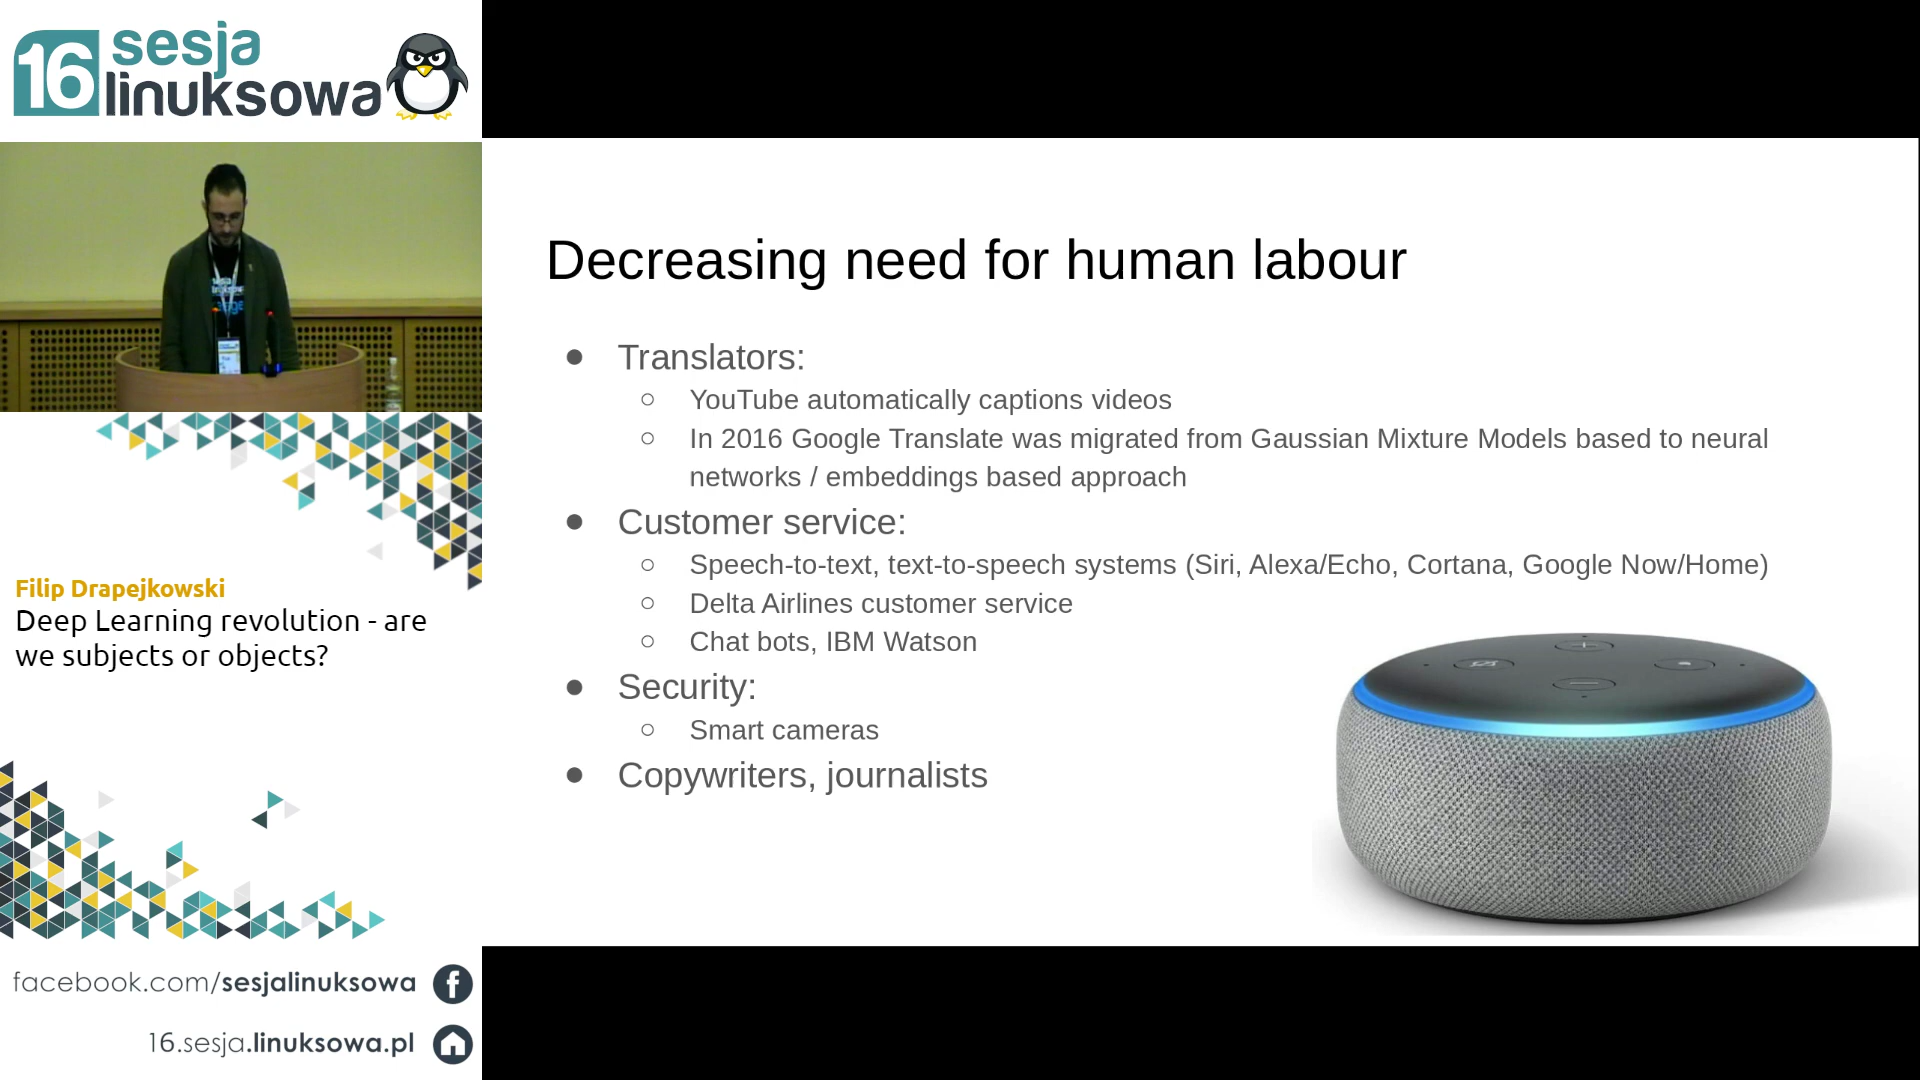 16 sesja
linuksowa
Filip Drapejkowski
Deep Learning revolution - are
we subjects or objects?
facebook.com/sesjalinuksowa
16.sesja.linuksowa.pl
Decreasing need for human labour
● Translators:
○ YouTube automatically captions videos
○ In 2016 Google Translate was migrated from Gaussian Mixture Models based to neural
networks / embeddings based approach
● Customer service:
○ Speech-to-text, text-to-speech systems (Siri, Alexa/Echo, Cortana, Google Now/Home)
○ Delta Airlines customer service
○ Chat bots, IBM Watson
● Security:
○ Smart cameras
● Copywriters, journalists